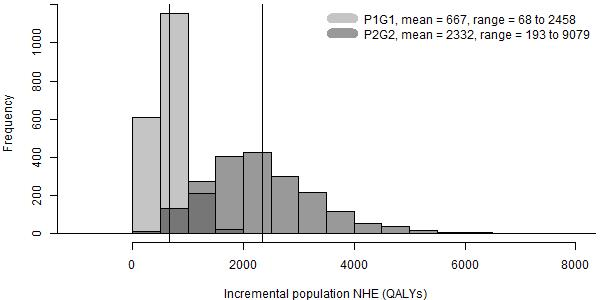 P1G1, mean = 667, range = 68 to 2458
P2G2, mean = 2332, range = 193 to 9079
Frequency
1000
800
600
400
200
0
0 2000 4000 6000 8000
Incremental population NHE (QALYs)